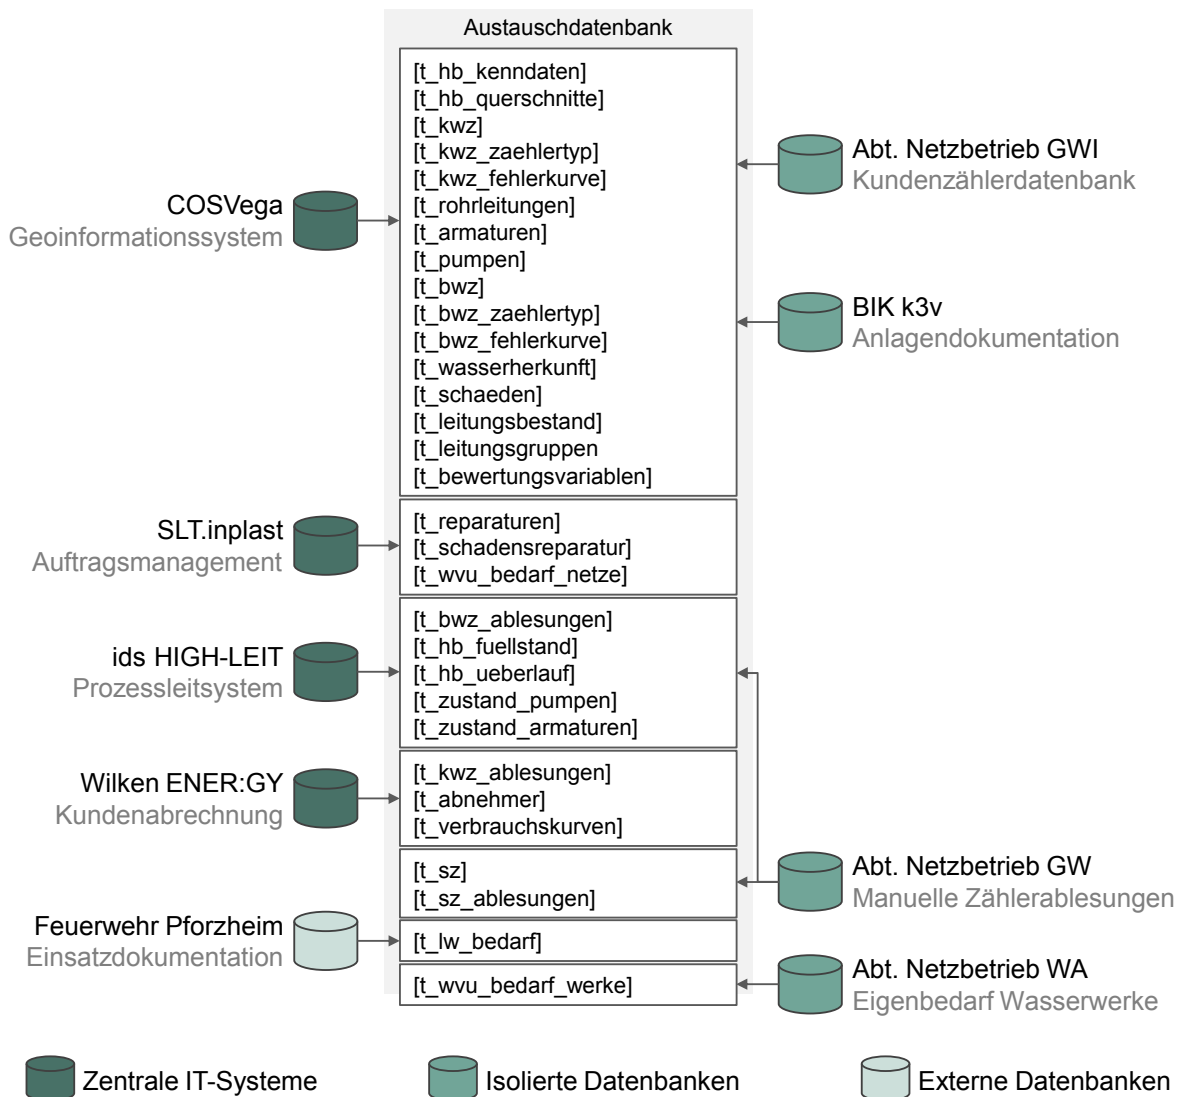 Austauschdatenbank
[t_hb_kenndaten]
[t_hb_querschnitte]
[t_kwz]
[t_kwz_zaehlertyp]
[t_kwz_fehlerkurve]
[t_rohrleitungen]
[t_armaturen]
[t_pumpen]
[t_bwz]
[t_bwz_zaehlertyp]
[t_bwz_fehlerkurve]
[t_wasserherkunft]
[t_schaeden]
[t_leitungsbestand]
[t_leitungsgruppen
[t_bewertungsvariablen]
COSVega
Geoinformationssystem
Abt. Netzbetrieb GWI
Kundenzählerdatenbank
BIK k3v
Anlagendokumentation
SLT.inplast
Auftragsmanagement
[t_reparaturen]
[t_schadensreparatur]
[t_wvu_bedarf_netze]
ids HIGH-LEIT
Prozessleitsystem
[t_bwz_ablesungen]
[t_hb_fuellstand]
[t_hb_ueberlauf]
[t_zustand_pumpen]
[t_zustand_armaturen]
Wilken ENER:GY
Kundenabrechnung
[t_kwz_ablesungen]
[t_abnehmer]
[t_verbrauchskurven]
[t_sz]
[t_sz_ablesungen]
Abt. Netzbetrieb GW
Manuelle Zählerablesungen
Feuerwehr Pforzheim
Einsatzdokumentation
[t_lw_bedarf]
[t_wvu_bedarf_werke]
Abt. Netzbetrieb WA
Eigenbedarf Wasserwerke
Zentrale IT-Systeme
Isolierte Datenbanken
Externe Datenbanken